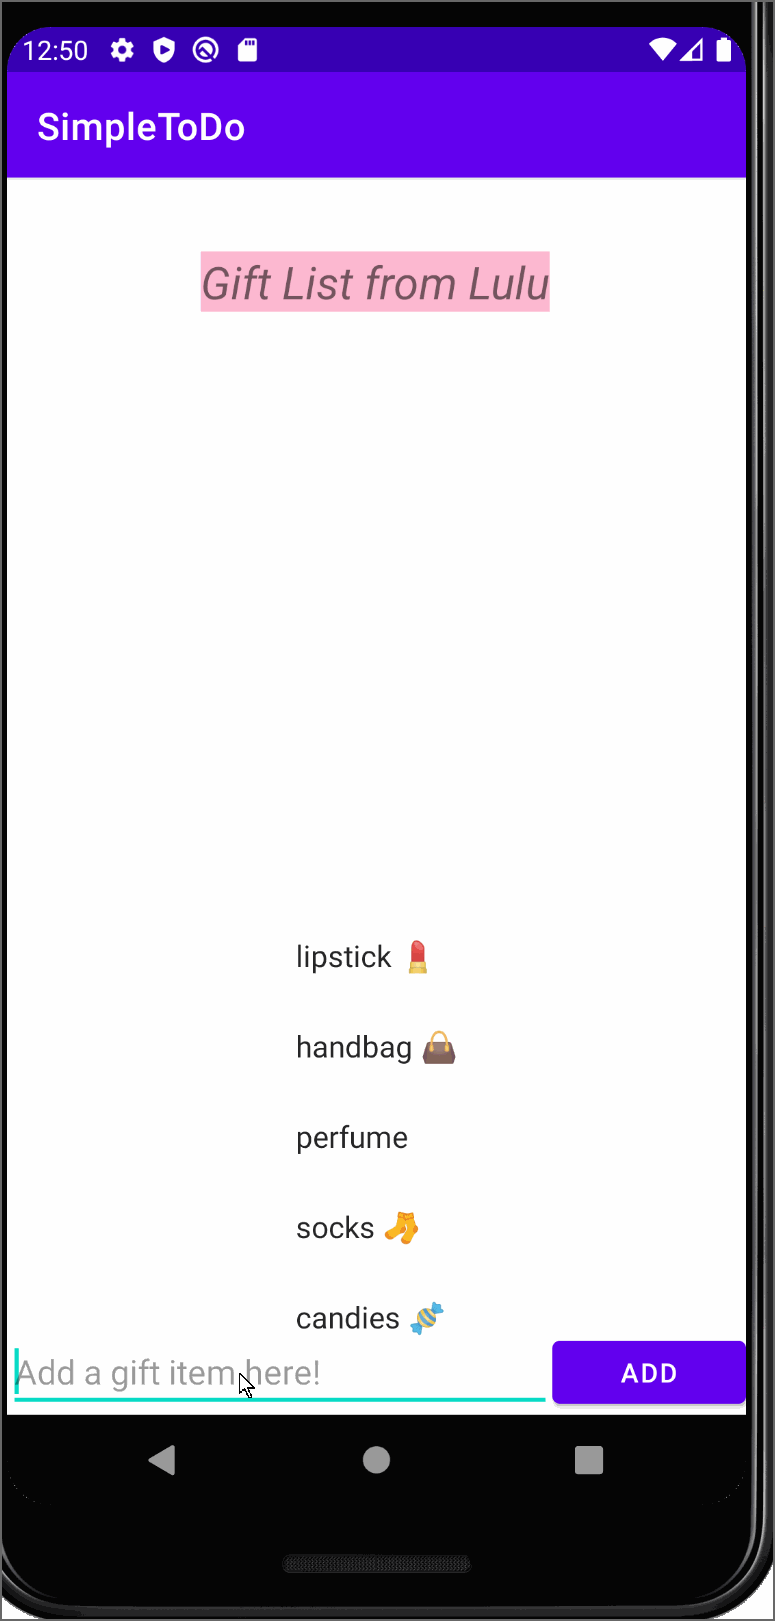 12:50
SimpleToDo
Gift List from Lulu
lipstick 💄
handbag 👜
perfume
socks 🧦
candies 🍬
Add a gift item here!
ADD